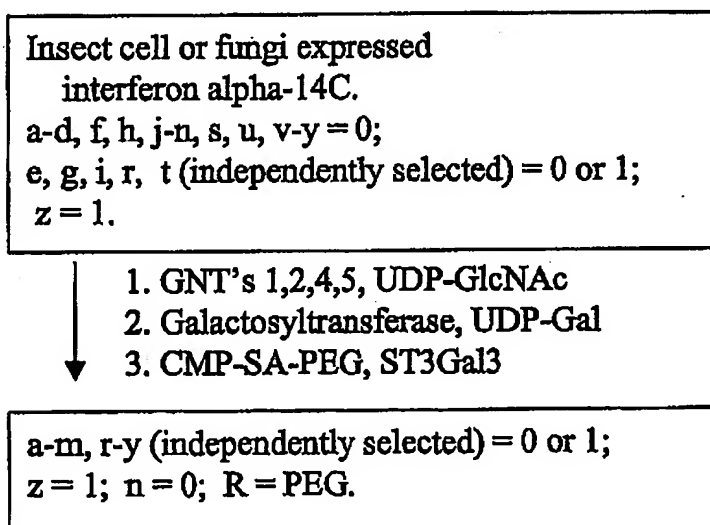 Insect cell or fungi expressed
interferon alpha-14C.
a-d, f, h, j-n, s, u, v-y = 0;
e, g, i, r, t (independently selected) = 0 or 1;
z = 1.
1. GNT's 1,2,4,5, UDP-GlcNAc
2. Galactosyltransferase, UDP-Gal
3. CMP-SA-PEG, ST3Gal3
a-m, r-y (independently selected) = 0 or 1;
z = 1; n = 0; R = PEG.